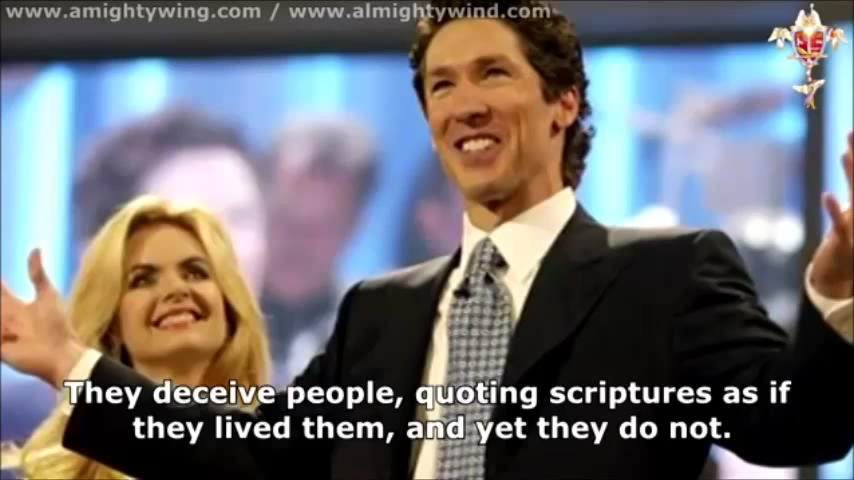 www.amightywing.com / www.almightywind.com
They deceive people, quoting scriptures as if
they lived them, and yet they do not.